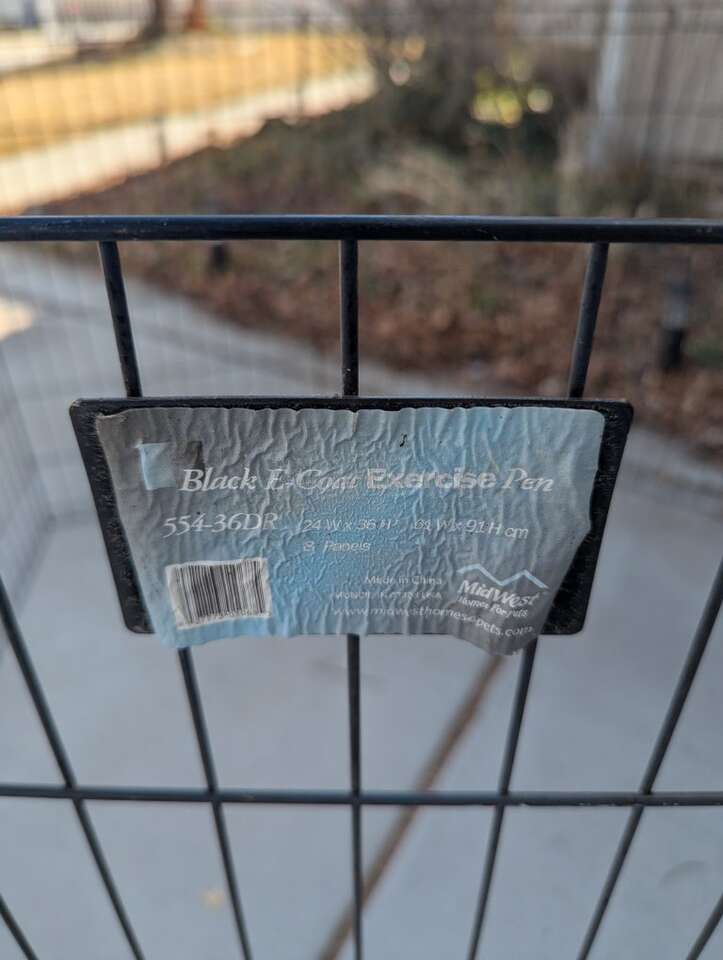 Black E-Coat Exercise Pen
554-36DR 24 W x 36 H" 61 W x 91 H cm
8 Panels
Made in China
MidWest
Homes For Pets
www.midwesthomes4pets.com